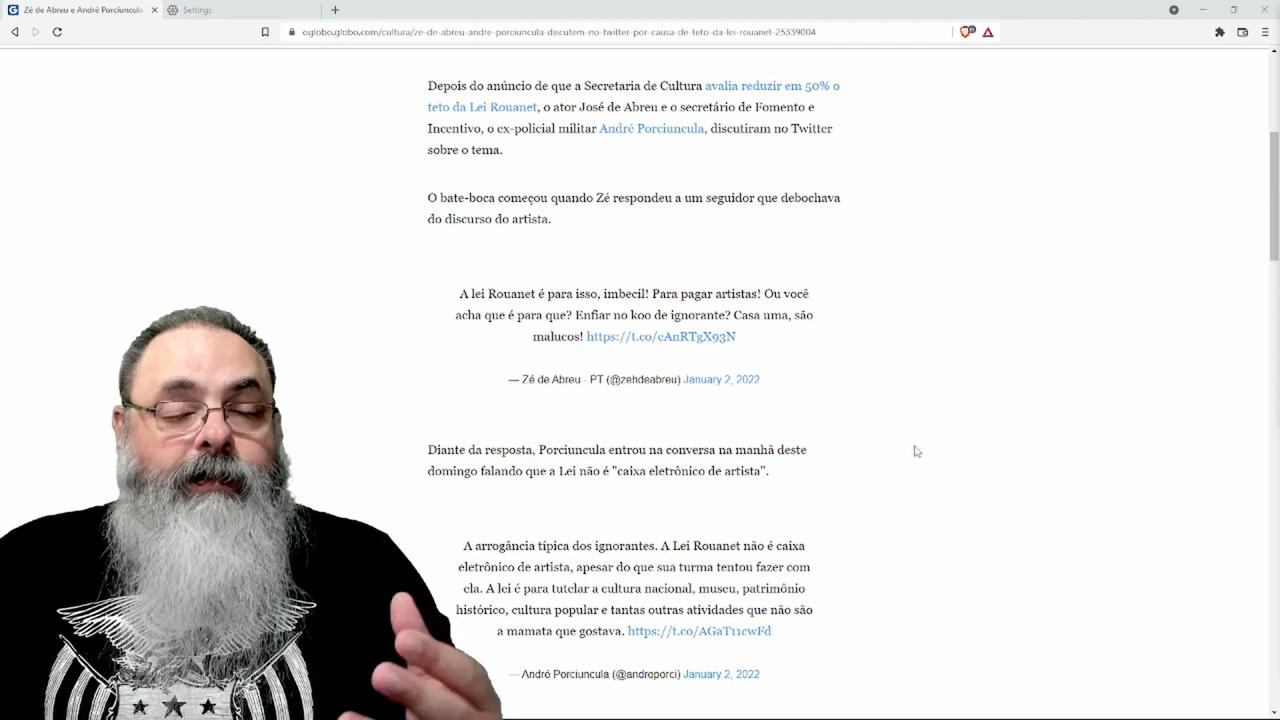 Zé de Abreu e André Porciuncula
Settings
oglobo.globo.com/cultura/ze-de-abreu-andre-porciuncula-discutem-no-twitter-por-causa-de-teto-da-lei-rouanet-25339004
Depois do anúncio de que a Secretaria de Cultura avalia reduzir em 50% o
teto da Lei Rouanet, o ator José de Abreu e o secretário de Fomento e
Incentivo, o ex-policial militar André Porciuncula, discutiram no Twitter
sobre o tema.
O bate-boca começou quando Zé respondeu a um seguidor que debochava
do discurso do artista.
A lei Rouanet é para isso, imbecil! Para pagar artistas! Ou você
acha que é para que? Enfiar no koo de ignorante? Casa uma, são
malucos! https://t.co/cAnRTgX93N
— Zé de Abreu - PT (@zehdeabreu) January 2, 2022
Diante da resposta, Porciuncula entrou na conversa na manhã deste
domingo falando que a Lei não é "caixa eletrônico de artista".
A arrogância típica dos ignorantes. A Lei Rouanet não é caixa
eletrônico de artista, apesar do que sua turma tentou fazer com
ela. A lei é para tutelar a cultura nacional, museu, patrimônio
histórico, cultura popular e tantas outras atividades que não são
a mamata que gostava. https://t.co/AGaT11cwFd
— André Porciuncula (@androporci) January 2, 2022